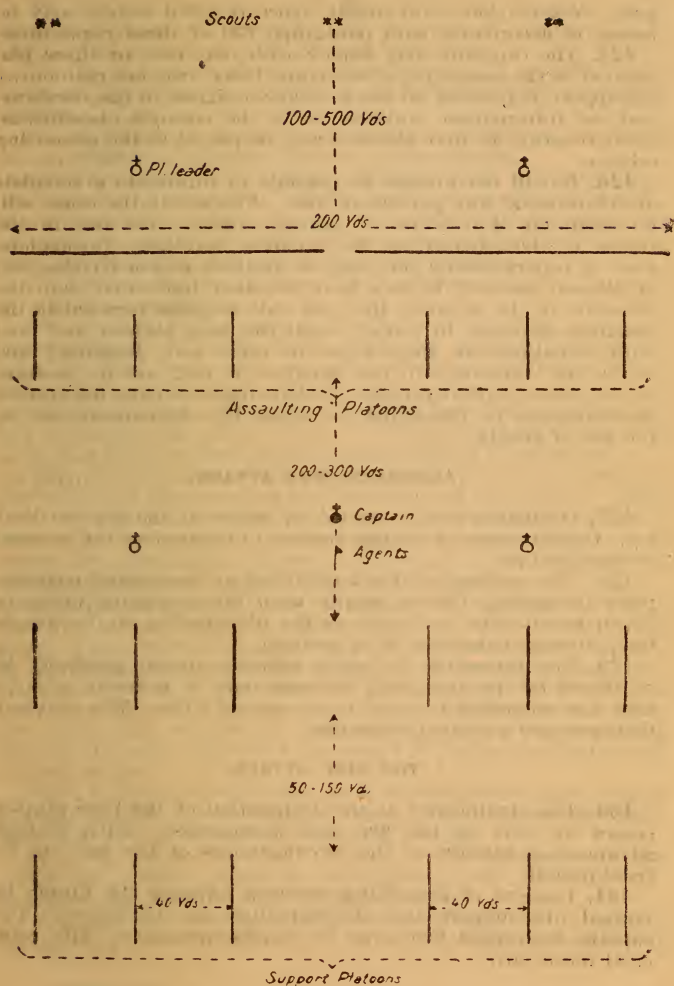 Scouts
100-500 Yds
Pl. leader
200 Yds
Assaulting Platoons
200-300 Yds
Captain
Agents
50-150 Yd.
40 Yds 40 Yds
Support Platoons